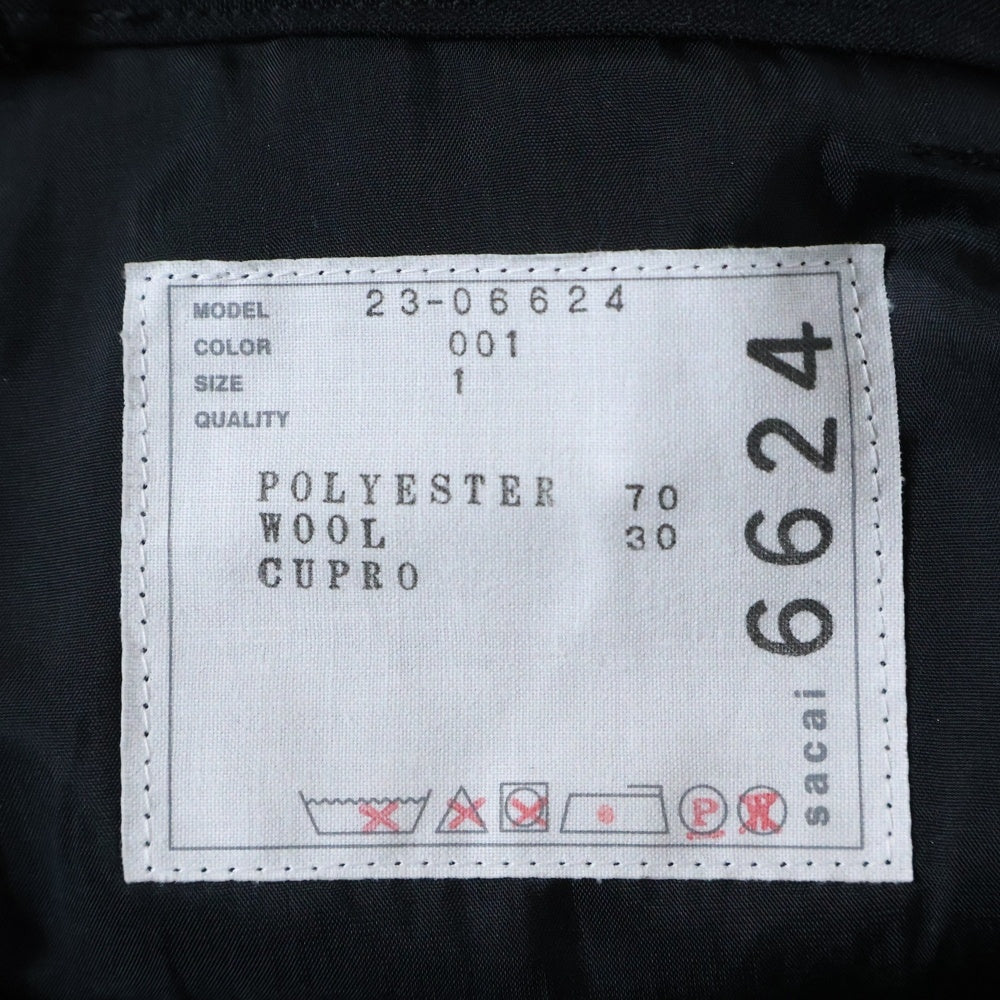 MODEL 23-06624
COLOR 001
SIZE 1
QUALITY
POLYESTER 70
WOOL 30
CUPRO
P W
sacai 6624